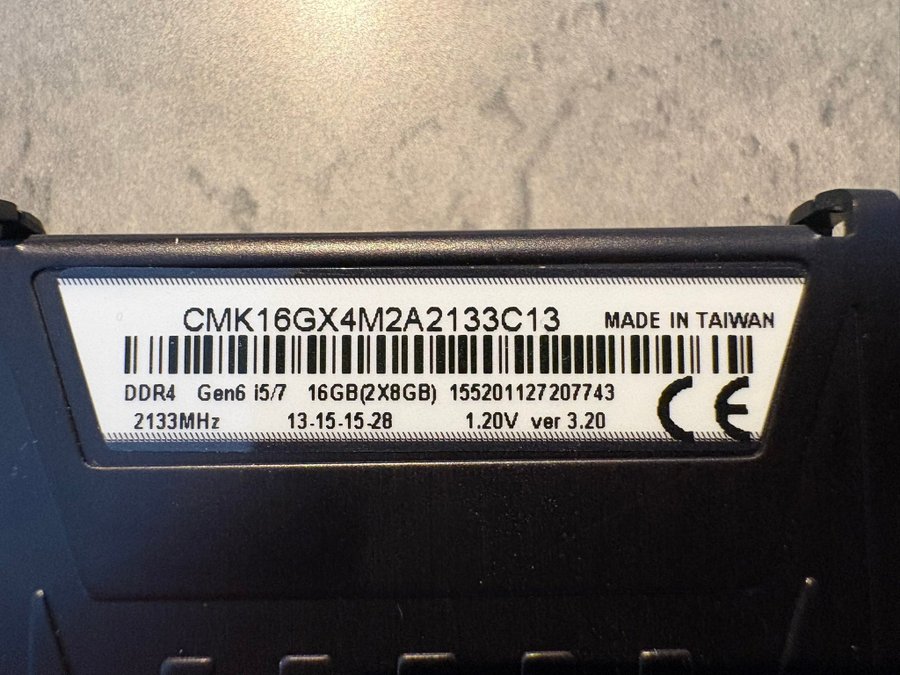 CMK16GX4M2A2133C13 MADE IN TAIWAN
DDR4 Gen6 i5/7 16GB(2X8GB) 155201127207743
2133MHz 13-15-15-28 1.20V ver 3.20
CE